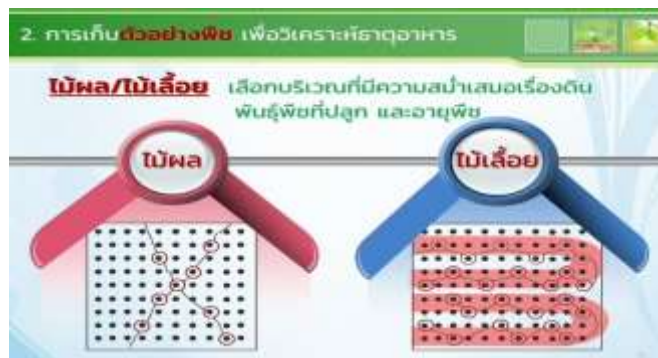 2. การเก็บตัวอย่างพืช เพื่อวิเคราะห์ธาตุอาหาร
ไม้ผล/ไม้เลื้อย เลือกบริเวณที่มีความสม่ำเสมอเรื่องดิน
พันธุ์พืชที่ปลูก และอายุพืช
ไม้ผล
ไม้เลื้อย